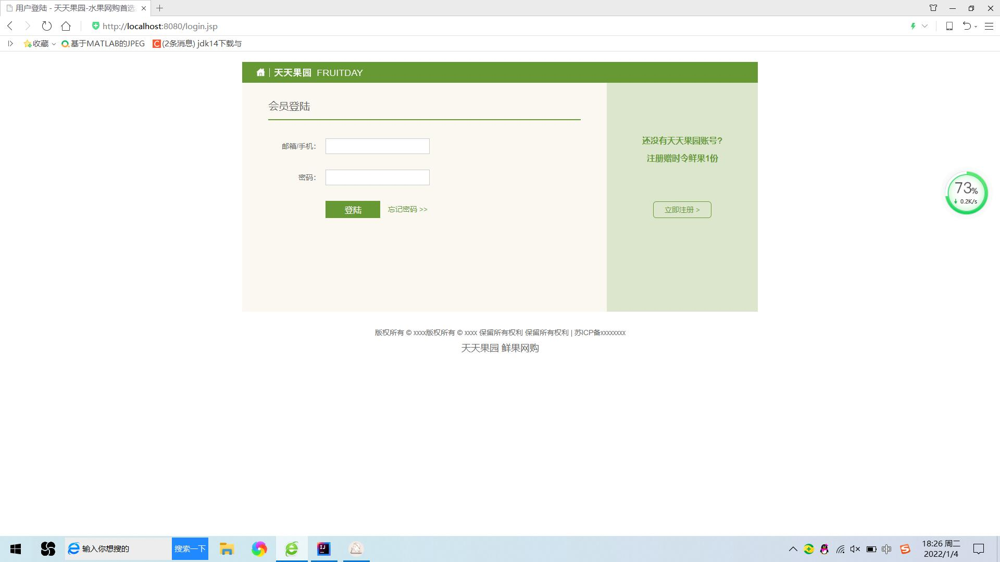 用户登陆 - 天天果园-水果网购首选
http://localhost:8080/login.jsp
收藏 基于MATLAB的JPEG (2条消息) jdk14下载与
天天果园 FRUITDAY
会员登陆
邮箱/手机：
密码：
登陆 忘记密码 >>
还没有天天果园账号?
注册赠时令鲜果1份
立即注册 >
73%
0.2K/s
版权所有 © xxxx版权所有 © xxxx 保留所有权利 保留所有权利 | 苏ICP备xxxxxxxx
天天果园 鲜果网购
输入你想搜的 搜索一下
中
18:26 周二
2022/1/4